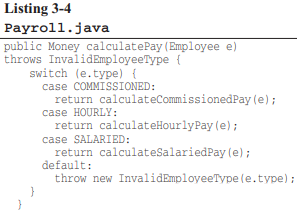 Listing 3-4
Payroll.java
public Money calculatePay(Employee e)
throws InvalidEmployeeType {
    switch (e.type) {
      case COMMISSIONED:
        return calculateCommissionedPay(e);
      case HOURLY:
        return calculateHourlyPay(e);
      case SALARIED:
        return calculateSalariedPay(e);
      default:
        throw new InvalidEmployeeType(e.type);
    }
  }